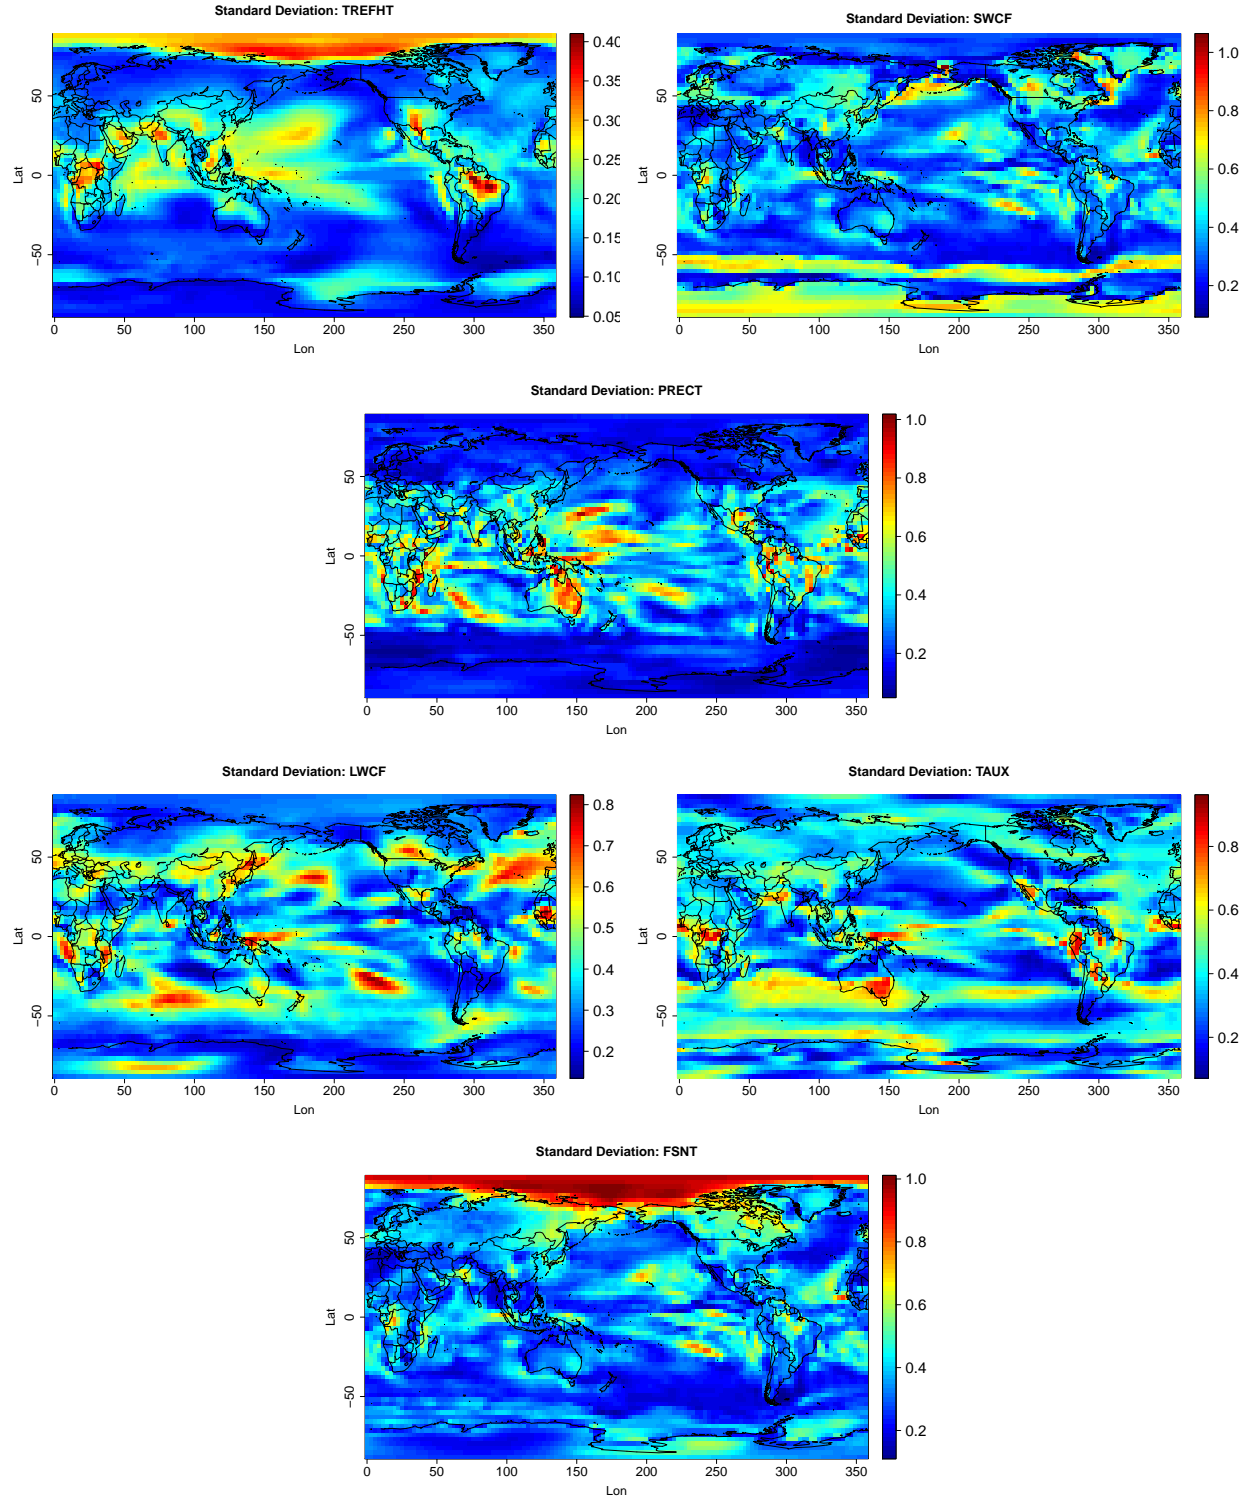 Standard Deviation: TREFHT
Lat
50
0
−50
0 50 100 150 200 250 300 350
Lon
0.40
0.35
0.30
0.25
0.20
0.15
0.10
0.05
Standard Deviation: SWCF
Lat
50
0
−50
0 50 100 150 200 250 300 350
Lon
1.0
0.8
0.6
0.4
0.2
Standard Deviation: PRECT
Lat
50
0
−50
0 50 100 150 200 250 300 350
Lon
1.0
0.8
0.6
0.4
0.2
Standard Deviation: LWCF
Lat
50
0
−50
0 50 100 150 200 250 300 350
Lon
0.8
0.7
0.6
0.5
0.4
0.3
0.2
Standard Deviation: TAUX
Lat
50
0
−50
0 50 100 150 200 250 300 350
Lon
0.8
0.6
0.4
0.2
Standard Deviation: FSNT
Lat
50
0
−50
0 50 100 150 200 250 300 350
Lon
1.0
0.8
0.6
0.4
0.2